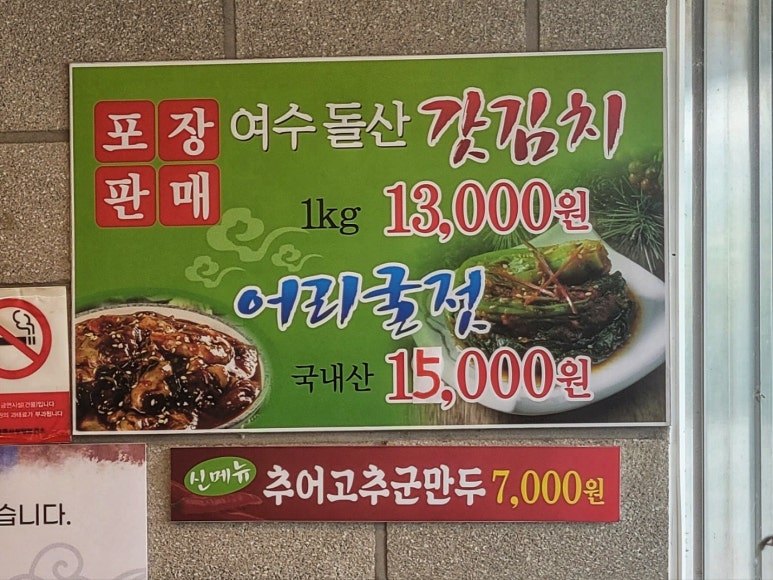 포장
판매
여수 돌산 갓김치
1kg 13,000원
어리굴젓
국내산 15,000원
신메뉴 추어고추군만두 7,000원
습니다.